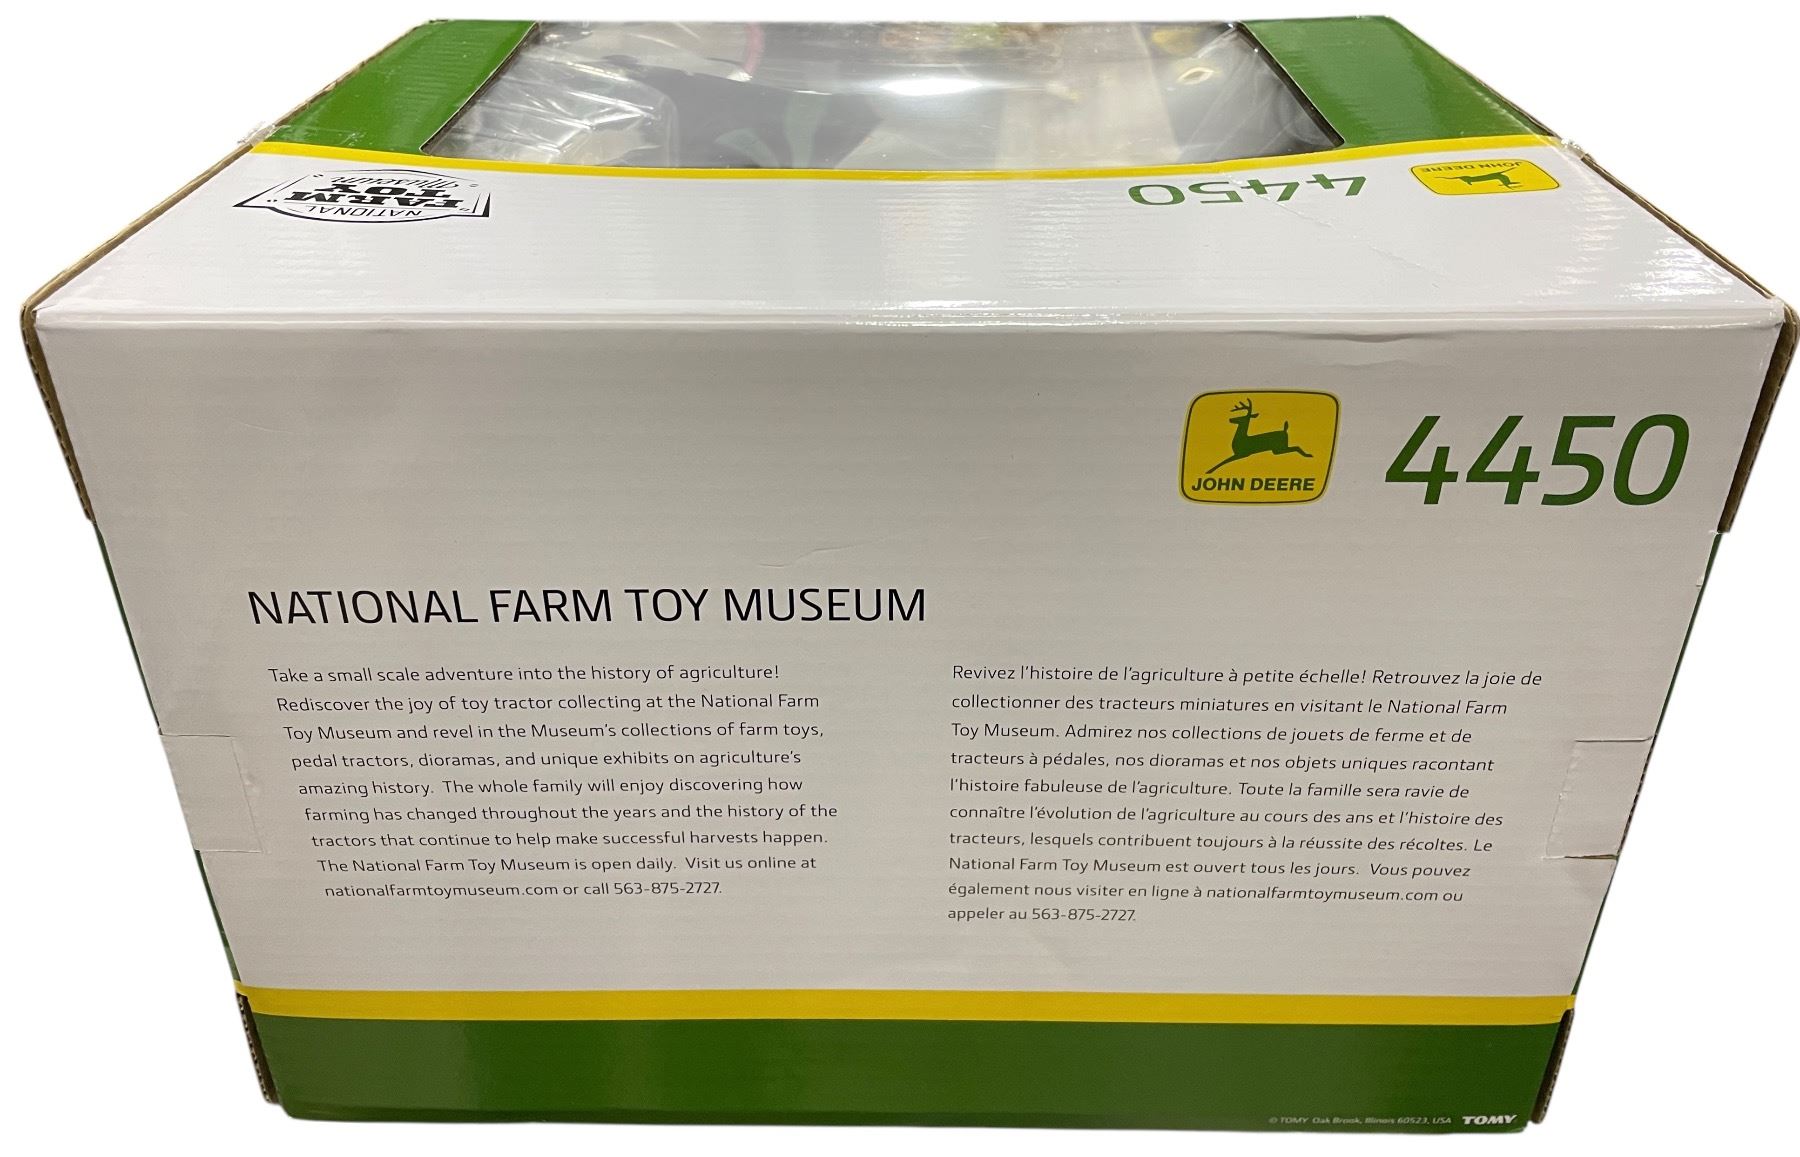 JOHN DEERE
4450
NATIONAL
FARM
TOY
Museum
JOHN DEERE
4450
NATIONAL FARM TOY MUSEUM
Take a small scale adventure into the history of agriculture!
Rediscover the joy of toy tractor collecting at the National Farm
Toy Museum and revel in the Museum's collections of farm toys,
pedal tractors, dioramas, and unique exhibits on agriculture's
amazing history. The whole family will enjoy discovering how
farming has changed throughout the years and the history of the
tractors that continue to help make successful harvests happen.
The National Farm Toy Museum is open daily. Visit us online at
nationalfarmtoymuseum.com or call 563-875-2727.
Revivez l'histoire de l'agriculture à petite échelle! Retrouvez la joie de
collectionner des tracteurs miniatures en visitant le National Farm
Toy Museum. Admirez nos collections de jouets de ferme et de
tracteurs à pédales, nos dioramas et nos objets uniques racontant
l'histoire fabuleuse de l'agriculture. Toute la famille sera ravie de
connaître l'évolution de l'agriculture au cours des ans et l'histoire des
tracteurs, lesquels contribuent toujours à la réussite des récoltes. Le
National Farm Toy Museum est ouvert tous les jours. Vous pouvez
également nous visiter en ligne à nationalfarmtoymuseum.com ou
appeler au 563-875-2727.
© TOMY Oak Brook, Illinois 60523, USA TOMY